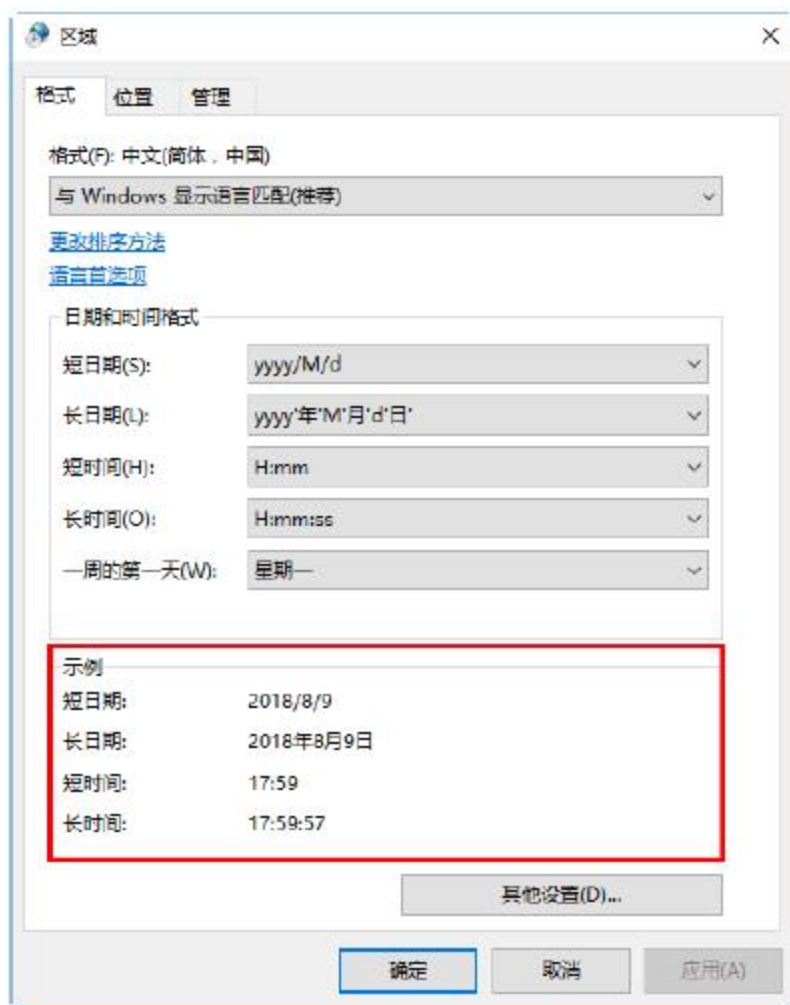 区域
格式 位置 管理
格式(F): 中文(简体，中国)
与 Windows 显示语言匹配(推荐)
更改排序方法
语言首选项
日期和时间格式
短日期(S): yyyy/M/d
长日期(L): yyyy'年'M'月'd'日'
短时间(H): H:mm
长时间(O): H:mm:ss
一周的第一天(W): 星期一
示例
短日期: 2018/8/9
长日期: 2018年8月9日
短时间: 17:59
长时间: 17:59:57
其他设置(D)...
确定 取消 应用(A)